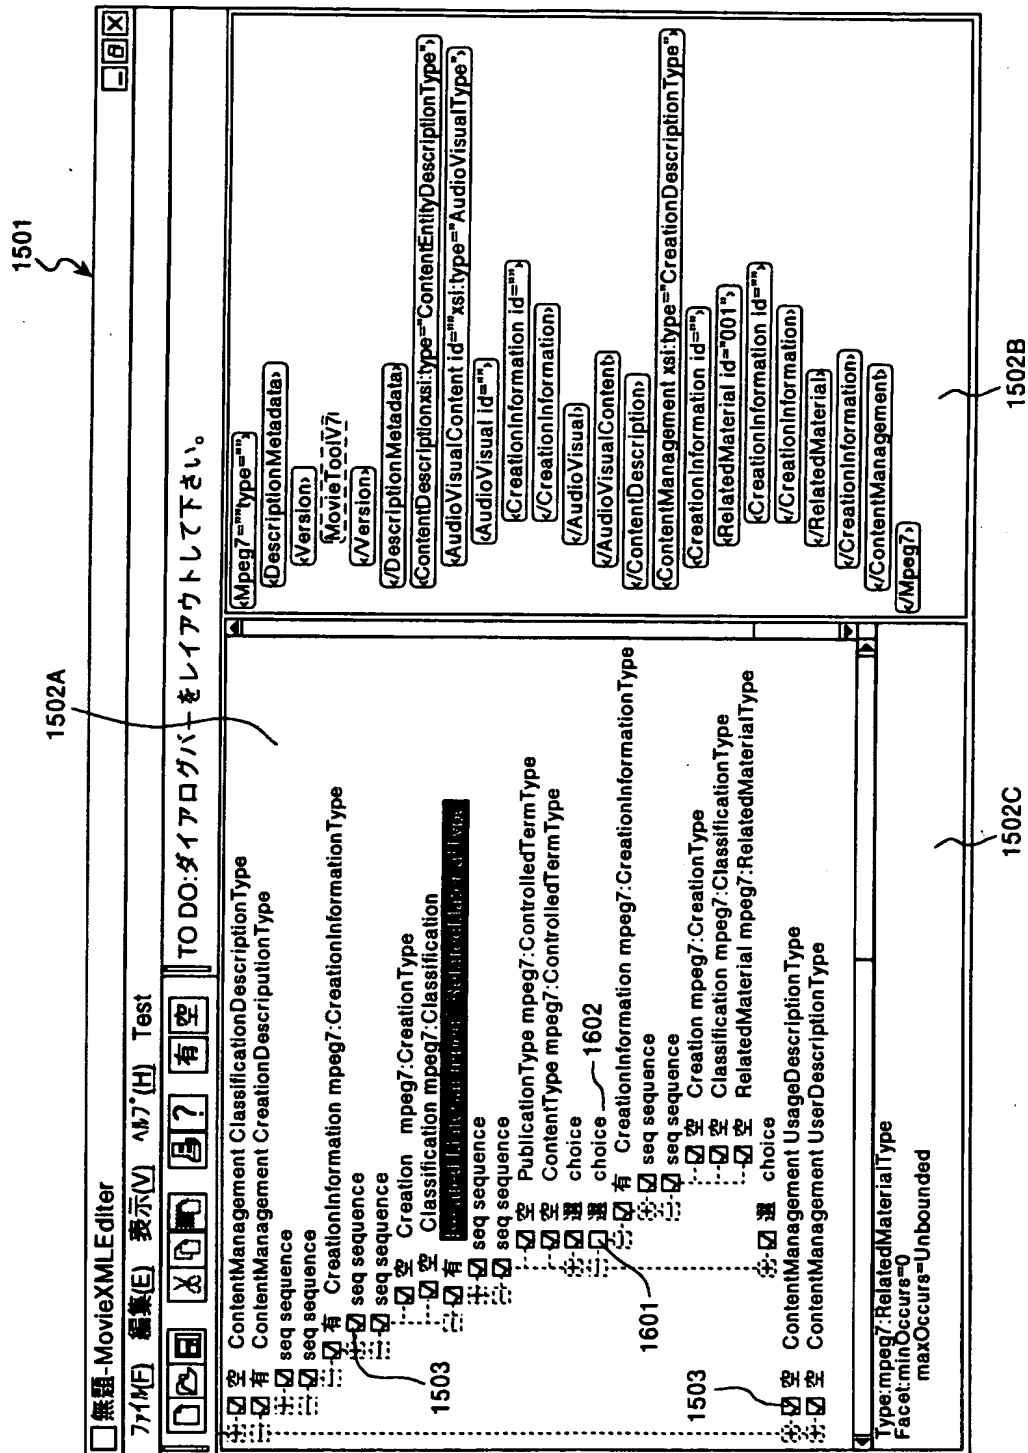 1501
無題-MovieXMLEditer
ファイル(F) 編集(E) 表示(V) ヘルプ(H) Test
? 有 空 TO DO:ダイアログバーをレイアウトして下さい。
1502A
空 ContentManagement ClassificationDescriptionType
有 ContentManagement CreationDescriputionType
seq sequence
seq sequence
有 CreationInformation mpeg7:CreationInformationType
seq sequence
seq sequence
空 Creation mpeg7:CreationType
空 Classification mpeg7:Classification
有
seq sequence
seq sequence
空 PublicationType mpeg7:ControlledTermType
空 ContentType mpeg7:ControlledTermType
選 choice
選 choice
1602
有 CreationInformation mpeg7:CreationInformationType
seq sequence
seq sequence
空 Creation mpeg7:CreationType
空 Classification mpeg7:ClassificationType
空 RelatedMaterial mpeg7:RelatedMaterialType
選 choice
空 ContentManagement UsageDescriptionType
空 ContentManagement UserDescriptionType
1503
1601
1503
Type:mpeg7:RelatedMaterialType
Facet:minOccurs=0
maxOccurs=Unbounded
1502C
<Mpeg7=""type="">
<DescriptionMetadata>
<Version>
MovieToolV7
</Version>
</DescriptionMetadata>
<ContentDescriptionxsi:type="ContentEntityDescriptionType">
<AudioVisualContent id=""xsi:type="AudioVisualType">
<AudioVisual id="">
<CreationInformation id="">
</CreationInformation>
</AudioVisual>
</AudioVisualContent>
</ContentDescription>
<ContentManagement xsi:type="CreationDescriptionType">
<CreationInformation id="">
<RelatedMaterial id="001">
<CreationInformation id="">
</CreationInformation>
</RelatedMaterial>
</CreationInformation>
</ContentManagement>
</Mpeg7>
1502B